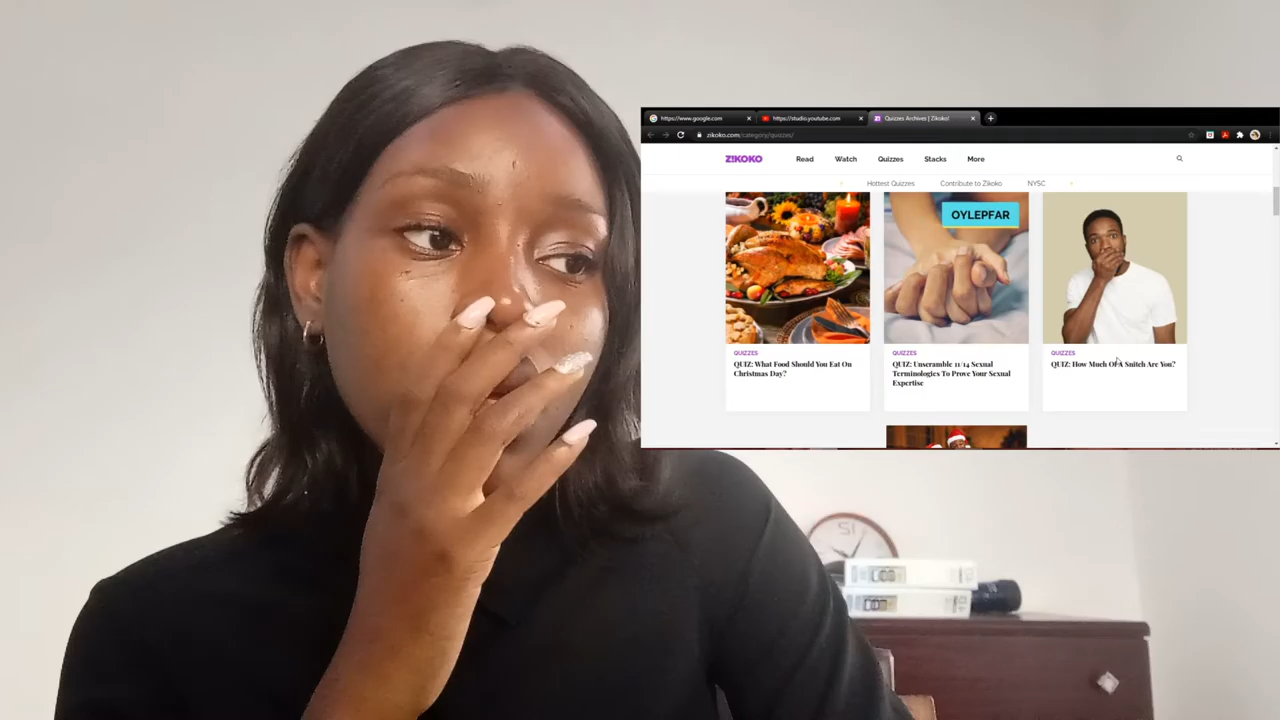 https://www.google.com
https://studio.youtube.com
Quizzes Archives | Zikoko!
zikoko.com/category/quizzes/
Z!KOKO
Read
Watch
Quizzes
Stacks
More
Hottest Quizzes
Contribute to Zikoko
NYSC
OYLEPFAR
QUIZZES
QUIZ: What Food Should You Eat On
Christmas Day?
QUIZZES
QUIZ: Unscramble 11/14 Sexual
Terminologies To Prove Your Sexual
Expertise
QUIZZES
QUIZ: How Much Of A Snitch Are You?